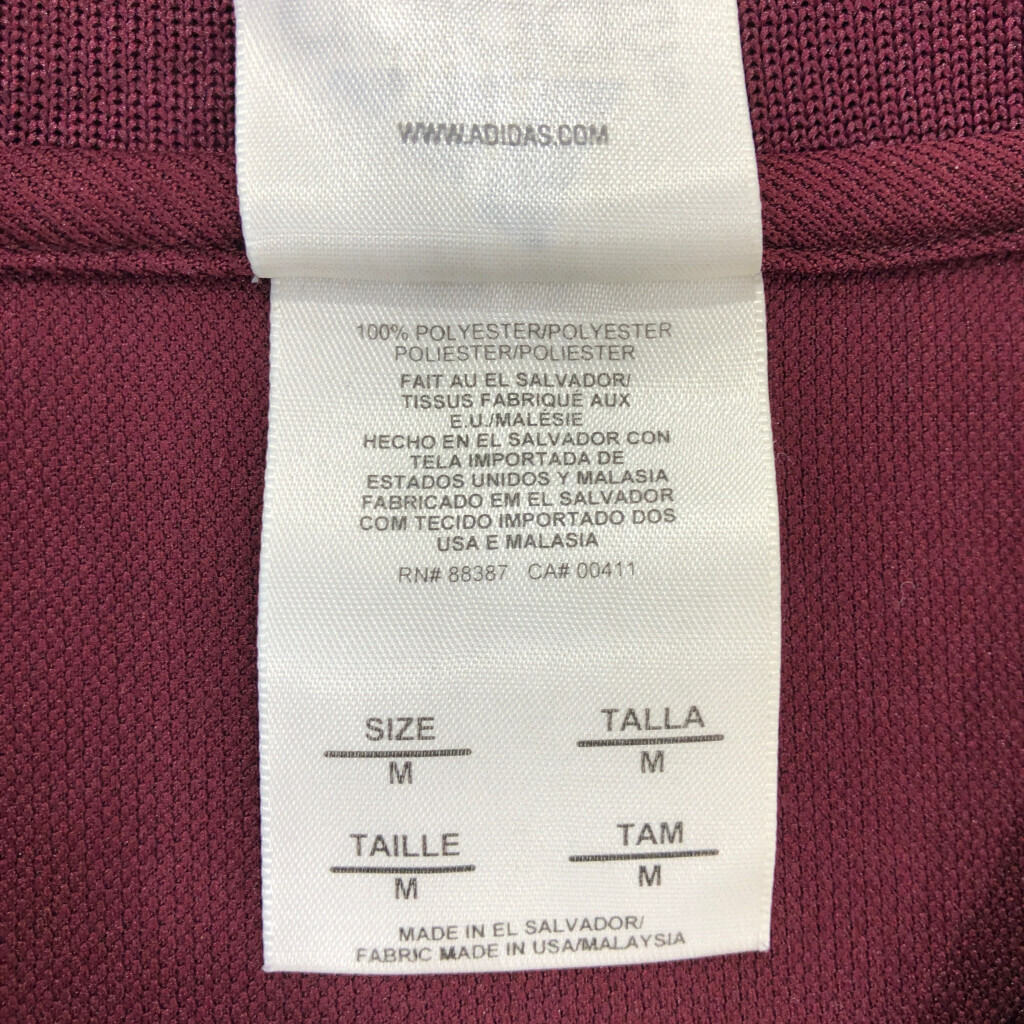 WWW.ADIDAS.COM
100% POLYESTER/POLYESTER
POLIESTER/POLIESTER
FAIT AU EL SALVADOR/
TISSUS FABRIQUÉ AUX
E.U./MALÉSIE
HECHO EN EL SALVADOR CON
TELA IMPORTADA DE
ESTADOS UNIDOS Y MALASIA
FABRICADO EM EL SALVADOR
COM TECIDO IMPORTADO DOS
USA E MALASIA
RN# 88387 CA# 00411
SIZE TALLA
M M
TAILLE TAM
M M
MADE IN EL SALVADOR/
FABRIC MADE IN USA/MALAYSIA